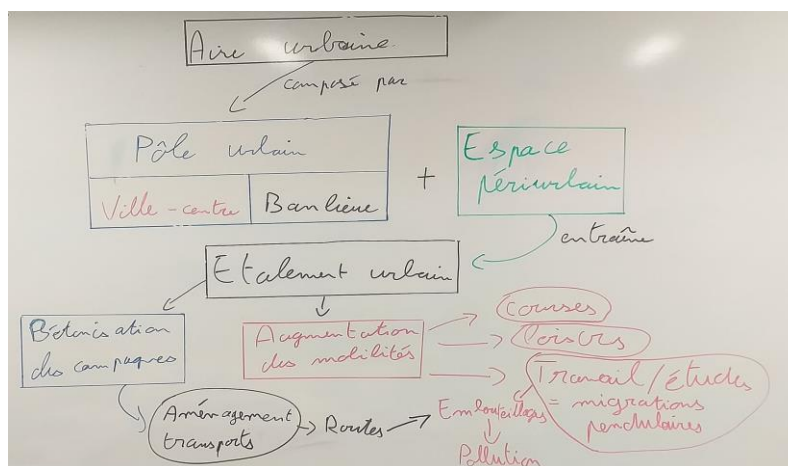 Aire urbaine.
composé par
Pôle urbain
Ville-centre
Banlieue
+
Espace
périurbain
entraîne
Etalement urbain
Bétonisation
des campagnes
Augmentation
des mobilités
courses
loisirs
Travail/études
= migrations
pendulaires
Aménagement
transports
Routes
Embouteillages
Pollution